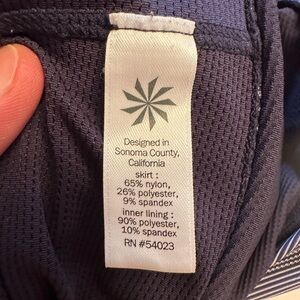 Designed in
Sonoma County,
California
skirt :
65% nylon,
26% polyester,
9% spandex
inner lining :
90% polyester,
10% spandex
RN #54023